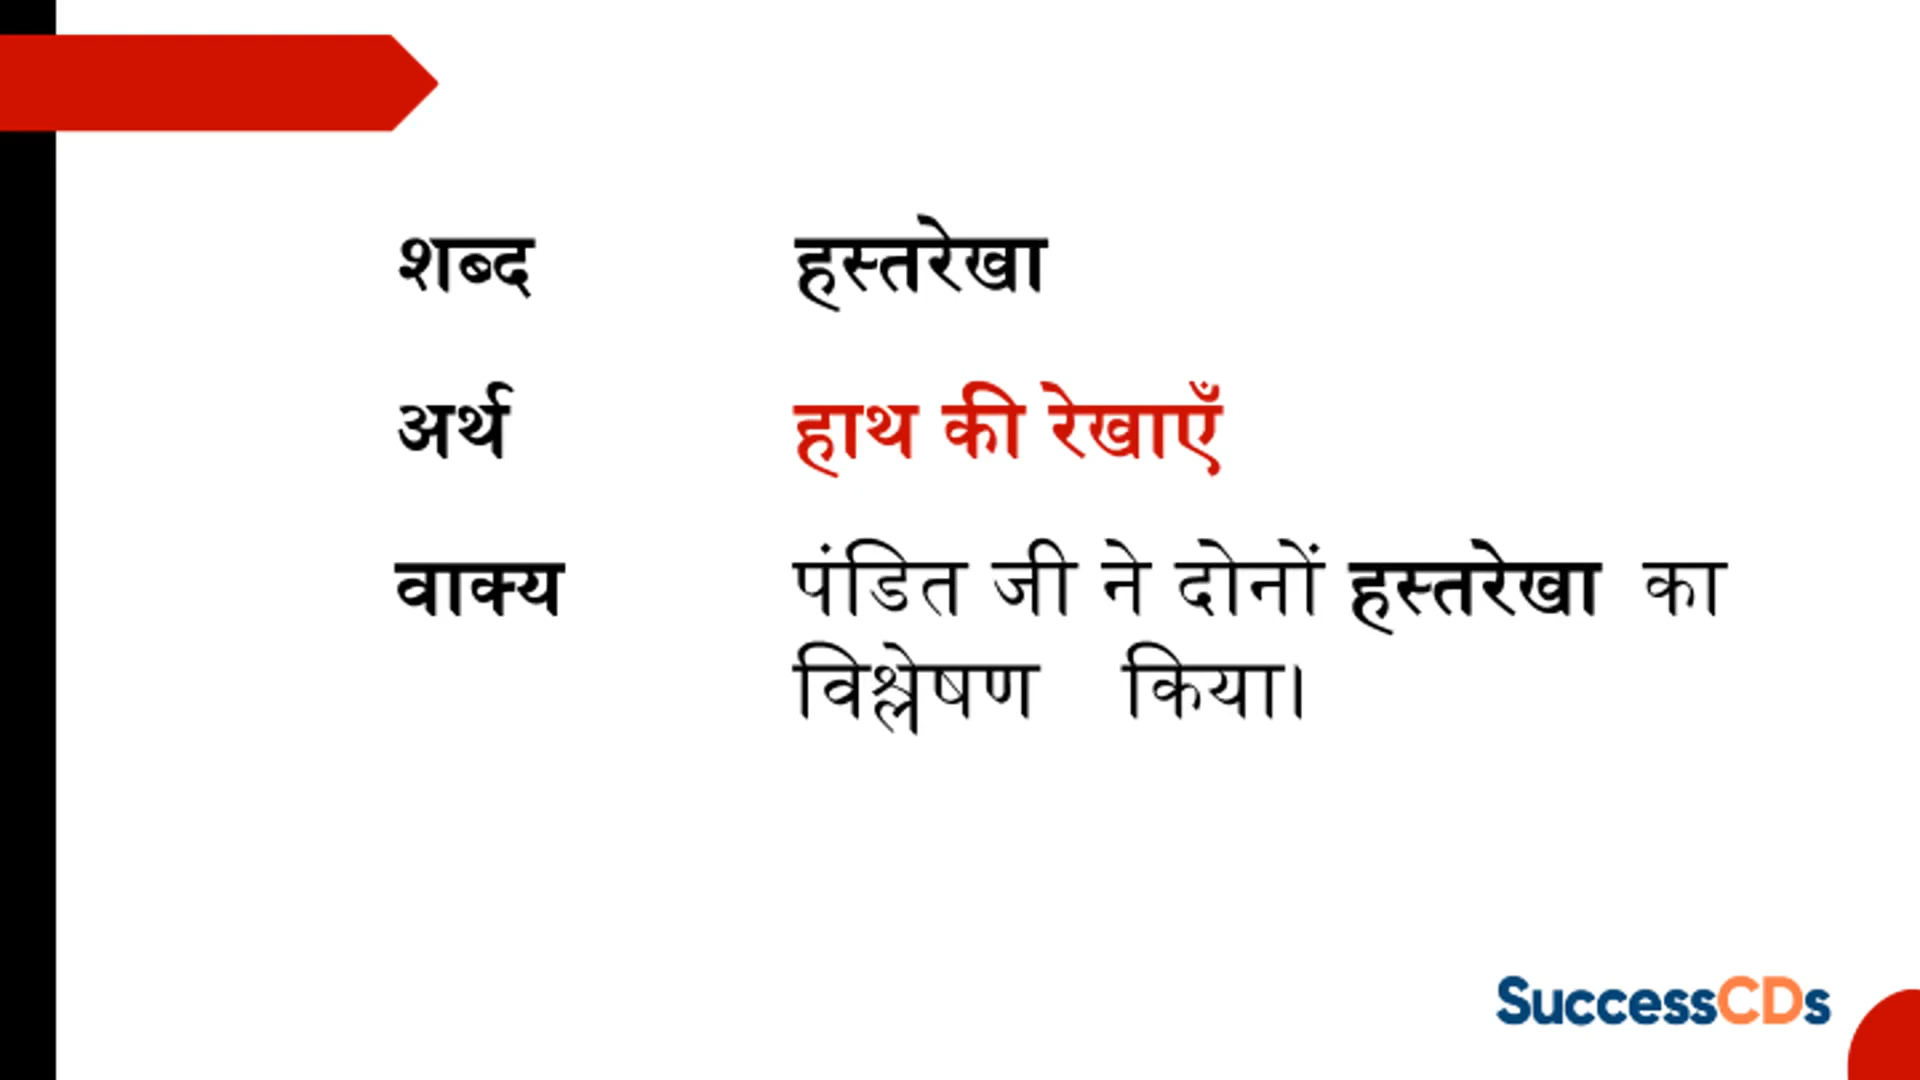 शब्द हस्तरेखा
अर्थ हाथ की रेखाएँ
वाक्य पंडित जी ने दोनों हस्तरेखा का
विश्लेषण किया।
SuccessCDs